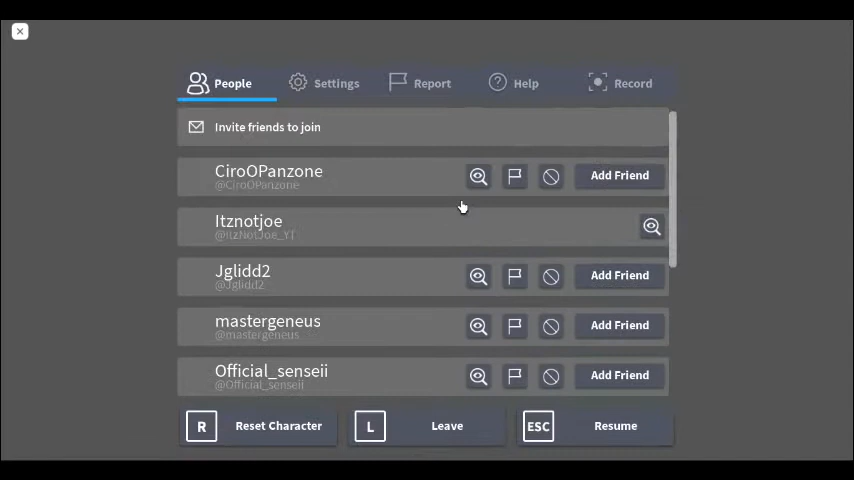 People Settings Report Help Record
Invite friends to join
CiroOPanzone
@CiroOPanzone
Add Friend
Itznotjoe
@ItzNotJoe_YT
Jglidd2
@Jglidd2
Add Friend
mastergeneus
@mastergeneus
Add Friend
Official_senseii
@Official_senseii
Add Friend
R Reset Character L Leave ESC Resume